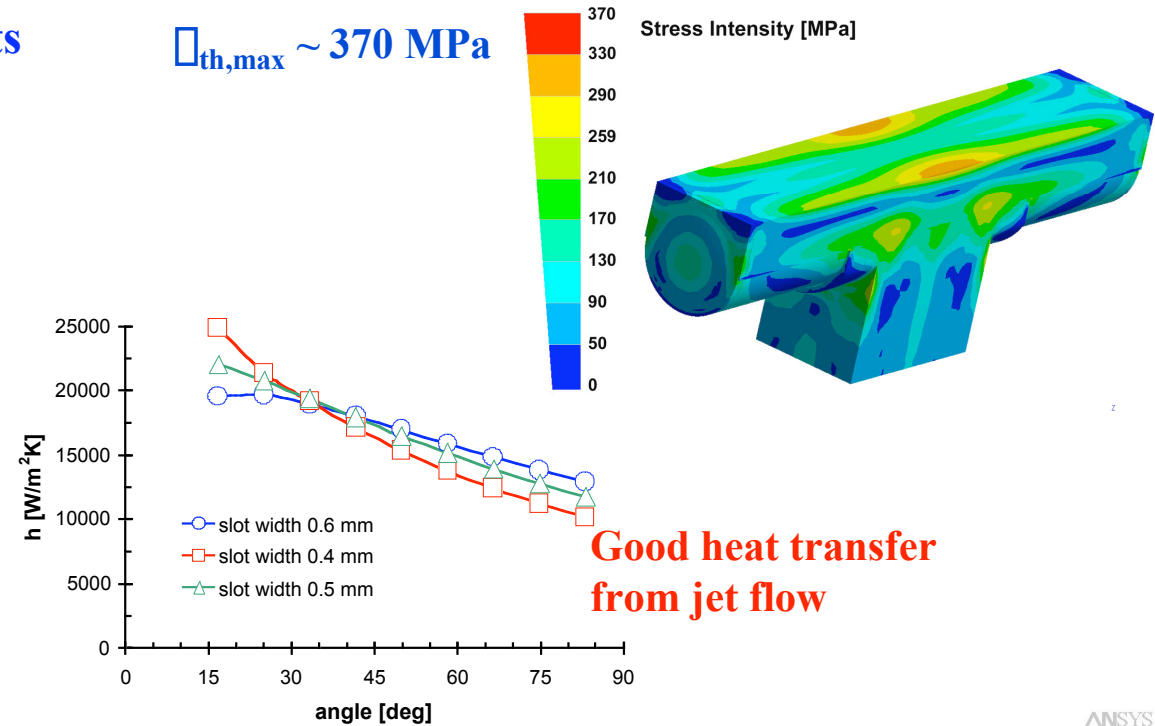 ts
▯th,max ~ 370 MPa
370
330
290
259
210
170
130
90
50
0
Stress Intensity [MPa]
z
25000
20000
15000
10000
5000
0
h [W/m²K]
slot width 0.6 mm
slot width 0.4 mm
slot width 0.5 mm
0 15 30 45 60 75 90
angle [deg]
Good heat transfer
from jet flow
ANSYS